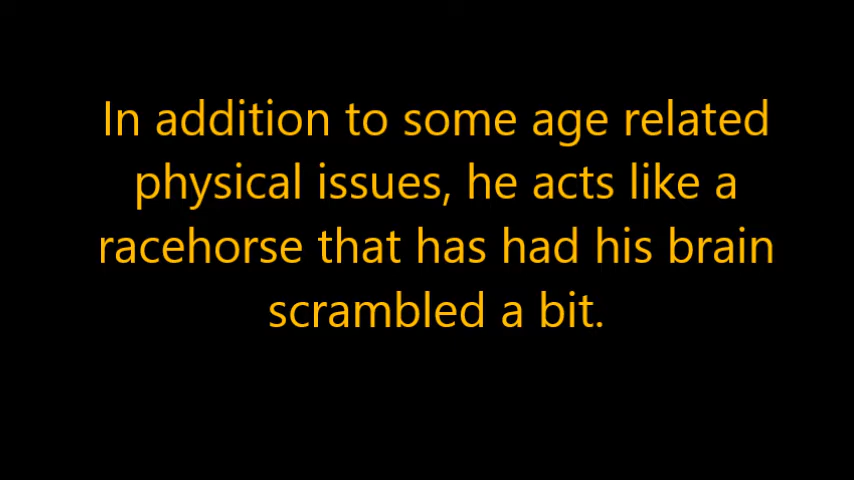 In addition to some age related
physical issues, he acts like a
racehorse that has had his brain
scrambled a bit.